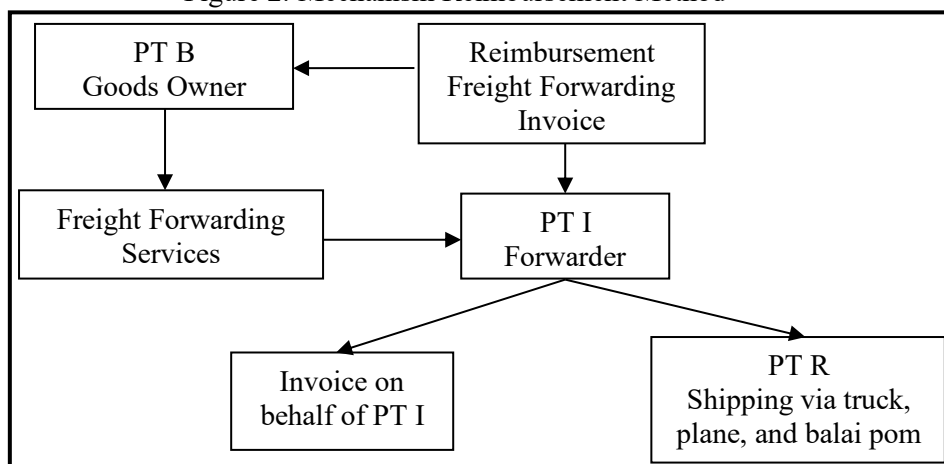 Figure 2. Mechanism Reimbursement Method
PT B
Goods Owner
Reimbursement
Freight Forwarding
Invoice
Freight Forwarding
Services
PT I
Forwarder
Invoice on
behalf of PT I
PT R
Shipping via truck,
plane, and balai pom